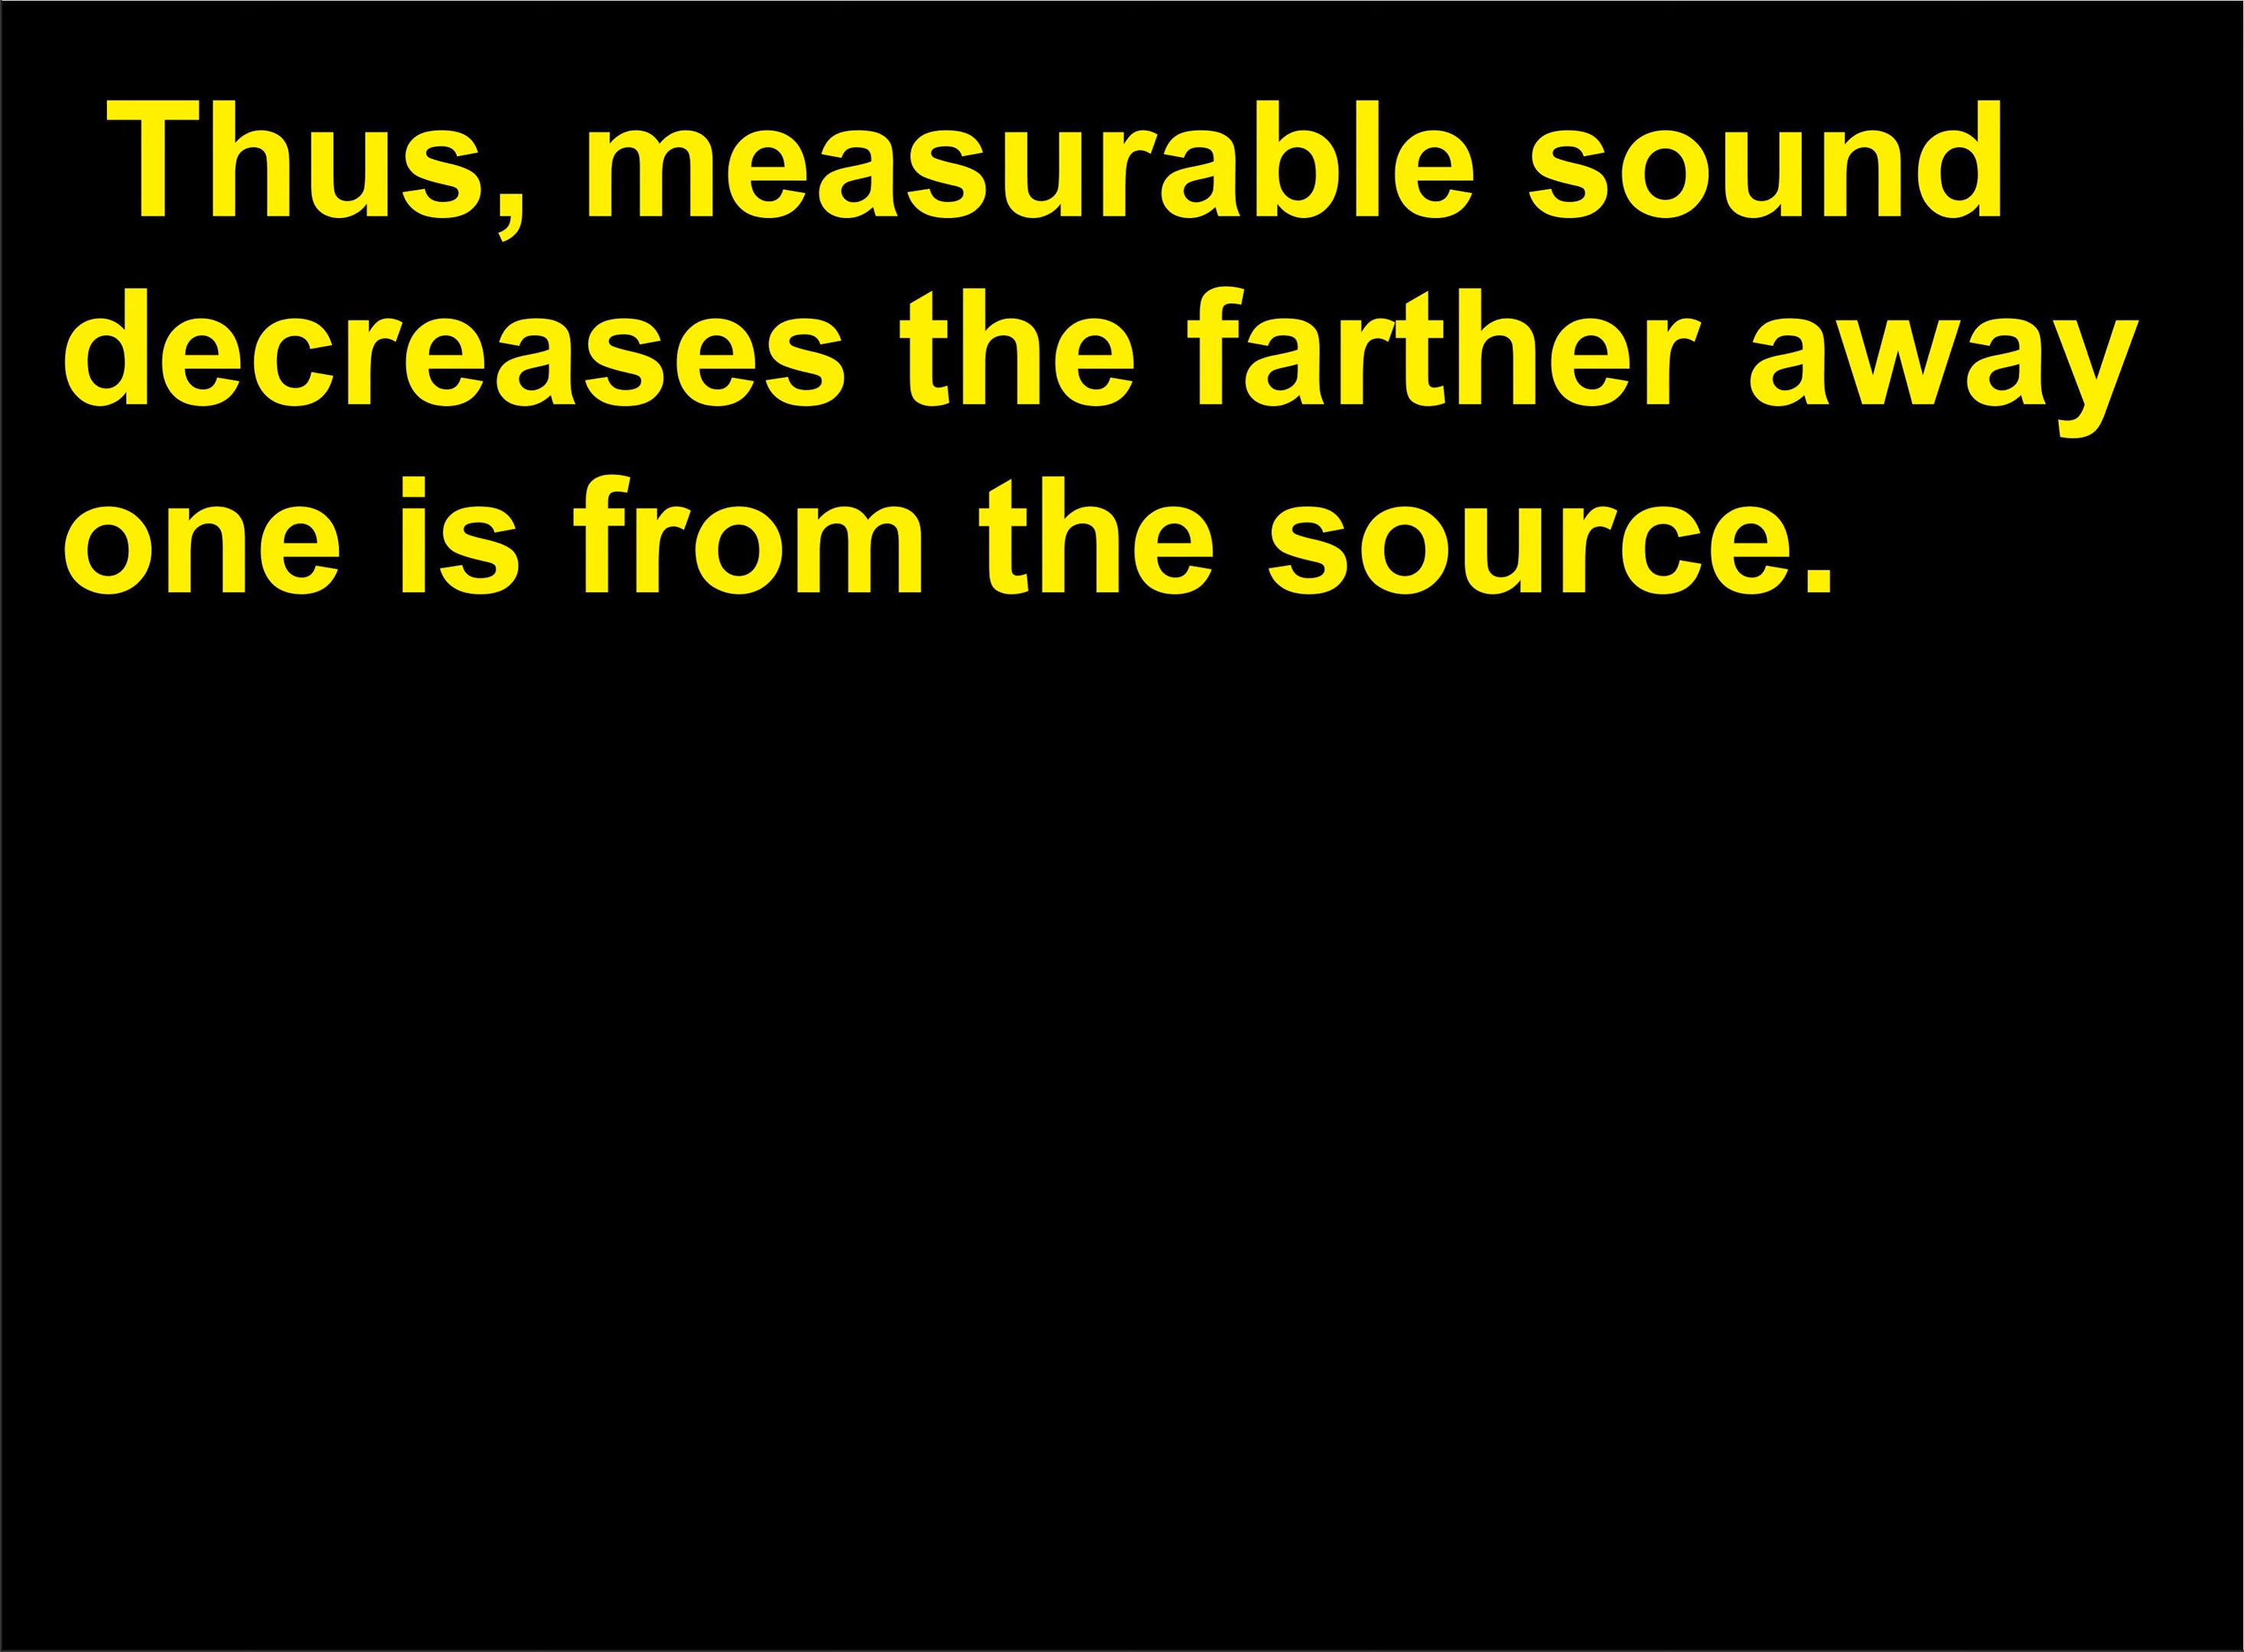 Thus, measurable sound
decreases the farther away
one is from the source.